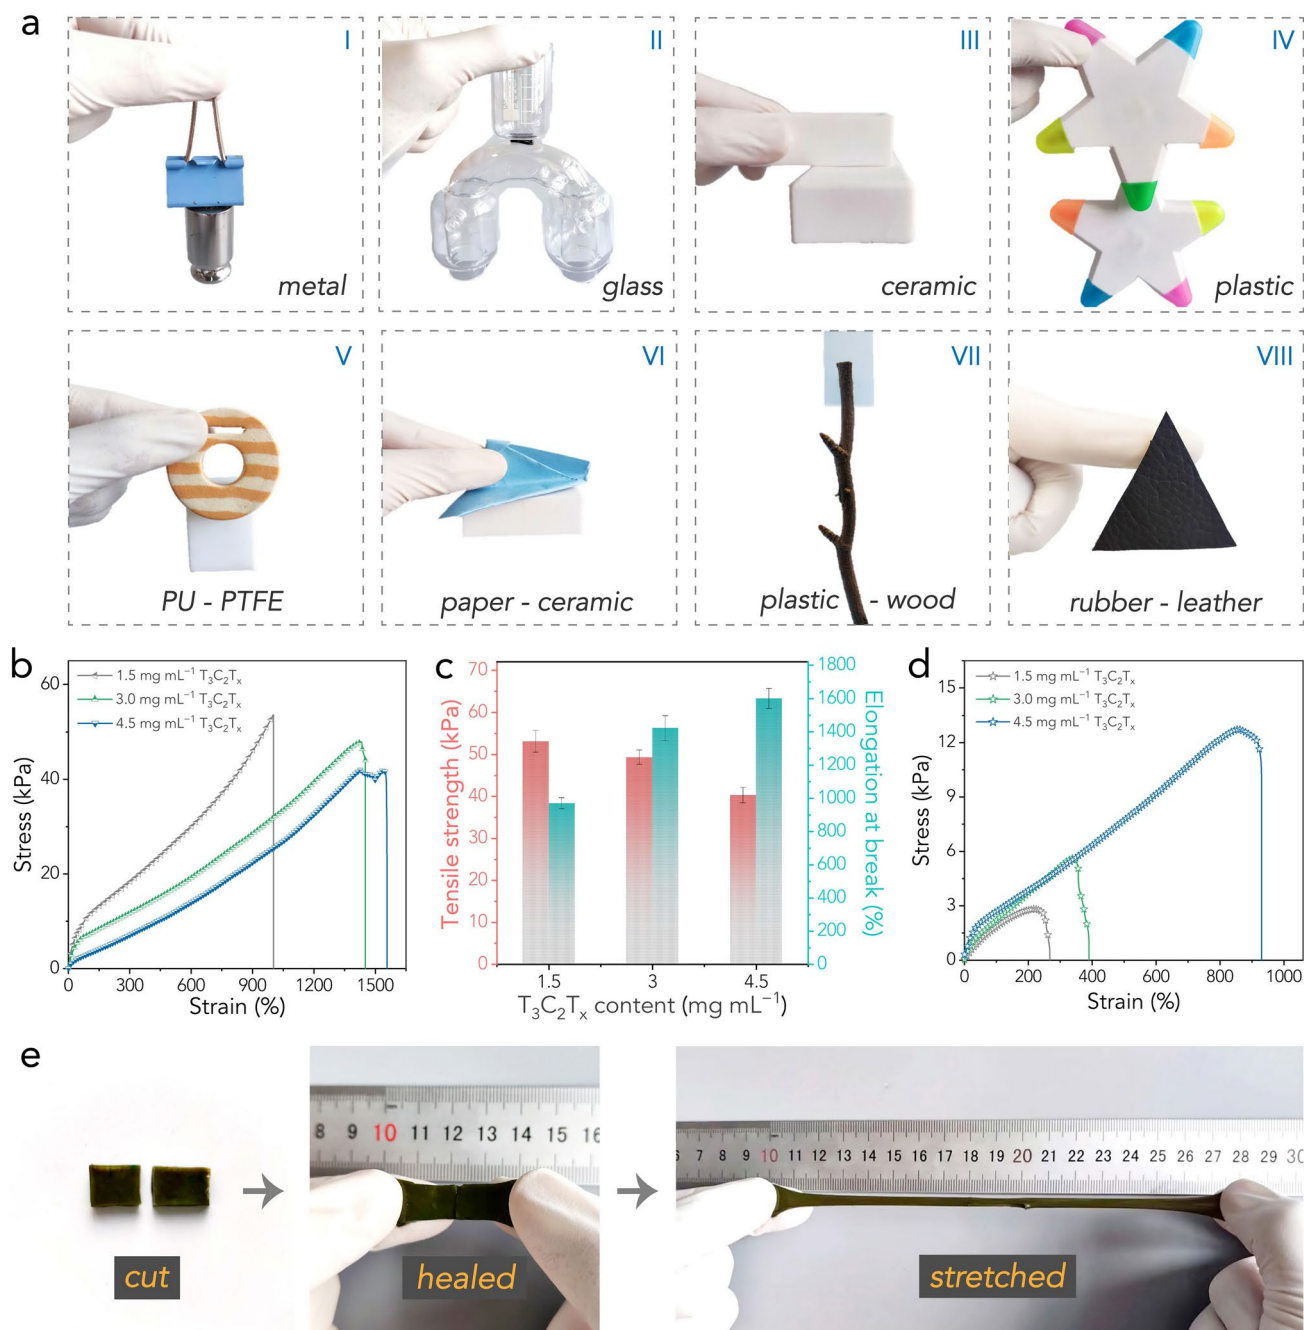 a
I
II
III
IV
metal
glass
ceramic
plastic
V
VI
VII
VIII
PU - PTFE
paper - ceramic
plastic - wood
rubber - leather
b
1.5 mg mL⁻¹ T₃C₂Tₓ
3.0 mg mL⁻¹ T₃C₂Tₓ
4.5 mg mL⁻¹ T₃C₂Tₓ
Stress (kPa)
60
40
20
0
0 300 600 900 1200 1500
Strain (%)
c
Tensile strength (kPa)
70
60
50
40
30
20
10
0
1.5 3 4.5
T₃C₂Tₓ content (mg mL⁻¹)
1800
1600
1400
1200
1000
800
600
400
200
0
Elongation at break (%)
d
1.5 mg mL⁻¹ T₃C₂Tₓ
3.0 mg mL⁻¹ T₃C₂Tₓ
4.5 mg mL⁻¹ T₃C₂Tₓ
Stress (kPa)
15
12
9
6
3
0
0 200 400 600 800 1000
Strain (%)
e
cut
8 9 10 11 12 13 14 15 16
healed
6 7 8 9 10 11 12 13 14 15 16 17 18 19 20 21 22 23 24 25 26 27 28 29 30
stretched